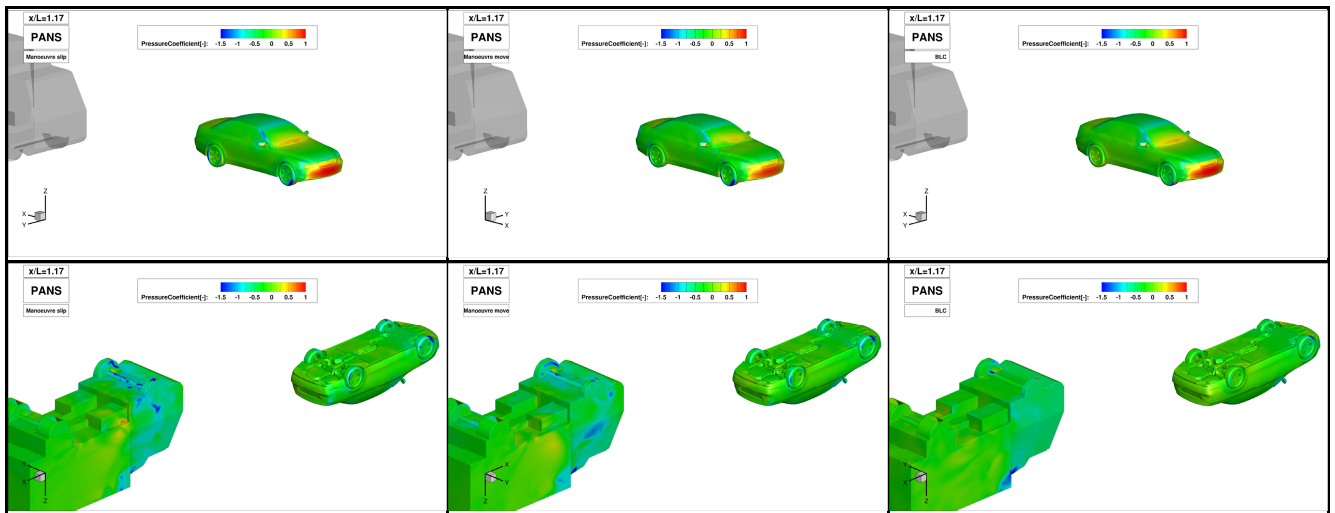 x/L=1.17
PANS
Manoeuvre slip
PressureCoefficient[-]:
-1.5 -1 -0.5 0 0.5 1
Z
X
Y
x/L=1.17
PANS
Manoeuvre move
PressureCoefficient[-]:
-1.5 -1 -0.5 0 0.5 1
Z
Y
X
x/L=1.17
PANS
BLC
PressureCoefficient[-]:
-1.5 -1 -0.5 0 0.5 1
Z
X
Y
x/L=1.17
PANS
Manoeuvre slip
PressureCoefficient[-]:
-1.5 -1 -0.5 0 0.5 1
Y
X
Z
x/L=1.17
PANS
Manoeuvre move
PressureCoefficient[-]:
-1.5 -1 -0.5 0 0.5 1
X
Y
Z
x/L=1.17
PANS
BLC
PressureCoefficient[-]:
-1.5 -1 -0.5 0 0.5 1
Y
X
Z